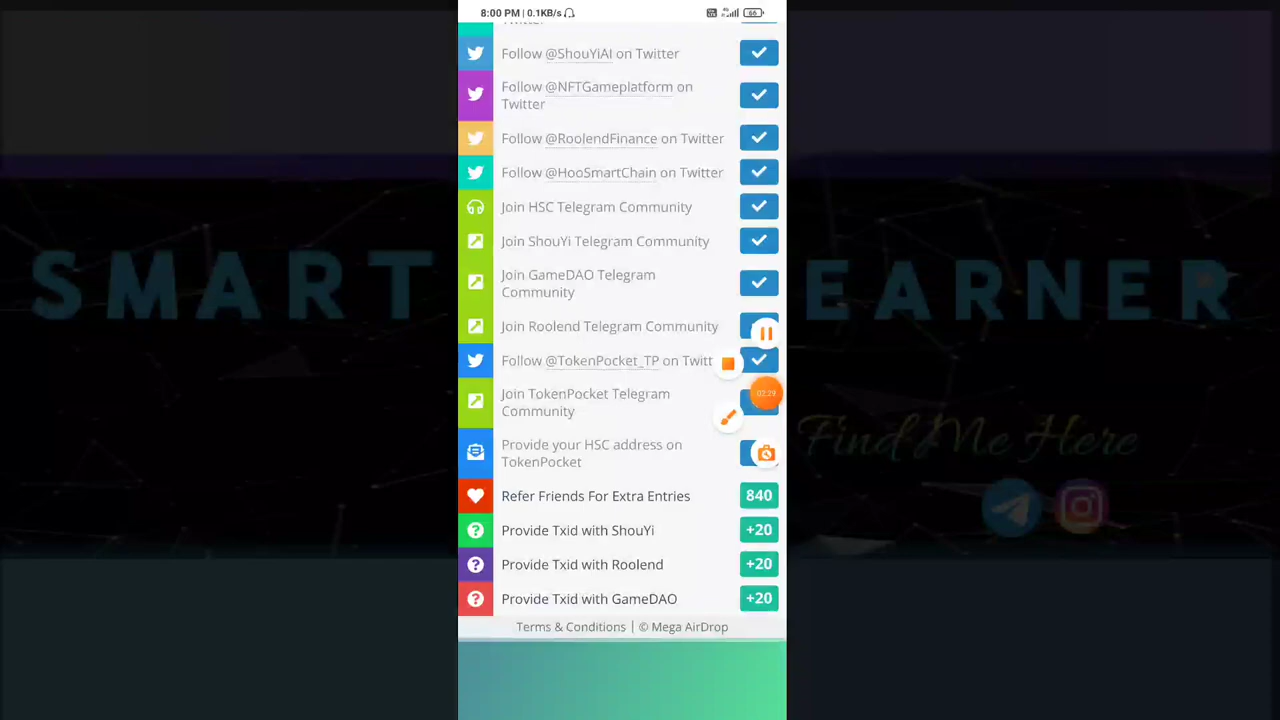 8:00 PM | 0.1KB/s
66
Follow @ShouYiAI on Twitter
Follow @NFTGameplatform on
Twitter
Follow @RoolendFinance on Twitter
Follow @HooSmartChain on Twitter
Join HSC Telegram Community
Join ShouYi Telegram Community
Join GameDAO Telegram
Community
Join Roolend Telegram Community
Follow @TokenPocket_TP on Twitt
02:29
Join TokenPocket Telegram
Community
Provide your HSC address on
TokenPocket
Refer Friends For Extra Entries 840
Provide Txid with ShouYi +20
Provide Txid with Roolend +20
Provide Txid with GameDAO +20
Terms & Conditions | © Mega AirDrop
SMART EARNER
Find Me Here